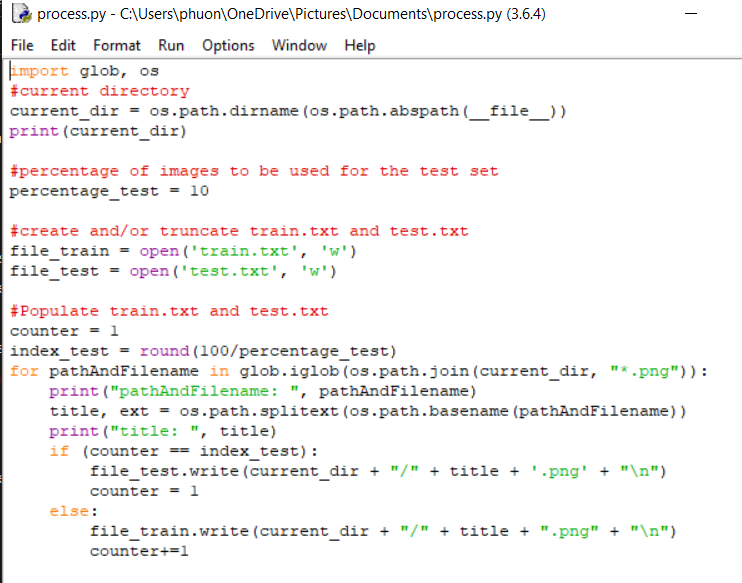 process.py - C:\Users\phuon\OneDrive\Pictures\Documents\process.py (3.6.4)
File Edit Format Run Options Window Help
import glob, os
#current directory
current_dir = os.path.dirname(os.path.abspath(__file__))
print(current_dir)

#percentage of images to be used for the test set
percentage_test = 10

#create and/or truncate train.txt and test.txt
file_train = open('train.txt', 'w')
file_test = open('test.txt', 'w')

#Populate train.txt and test.txt
counter = 1
index_test = round(100/percentage_test)
for pathAndFilename in glob.iglob(os.path.join(current_dir, "*.png")):
    print("pathAndFilename: ", pathAndFilename)
    title, ext = os.path.splitext(os.path.basename(pathAndFilename))
    print("title: ", title)
    if (counter == index_test):
        file_test.write(current_dir + "/" + title + '.png' + "\n")
        counter = 1
    else:
        file_train.write(current_dir + "/" + title + ".png" + "\n")
        counter+=1